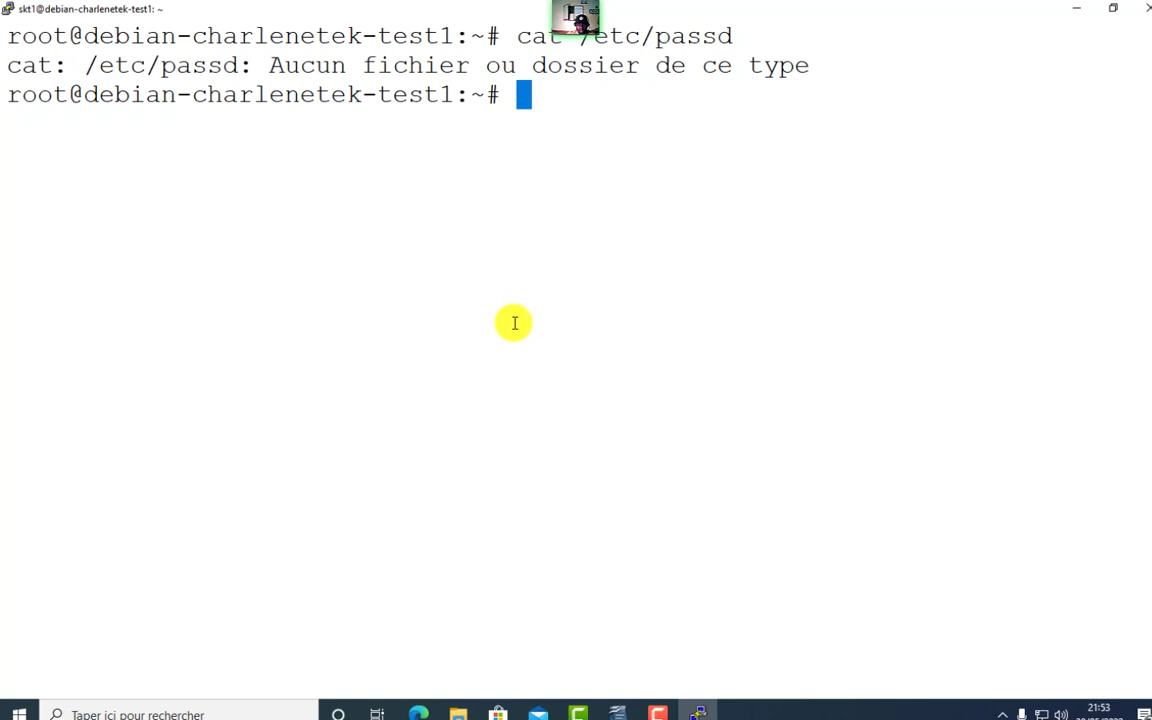 skt1@debian-charlenetek-test1: ~
root@debian-charlenetek-test1:~# cat /etc/passd
cat: /etc/passd: Aucun fichier ou dossier de ce type
root@debian-charlenetek-test1:~#
Taper ici pour rechercher
21:53